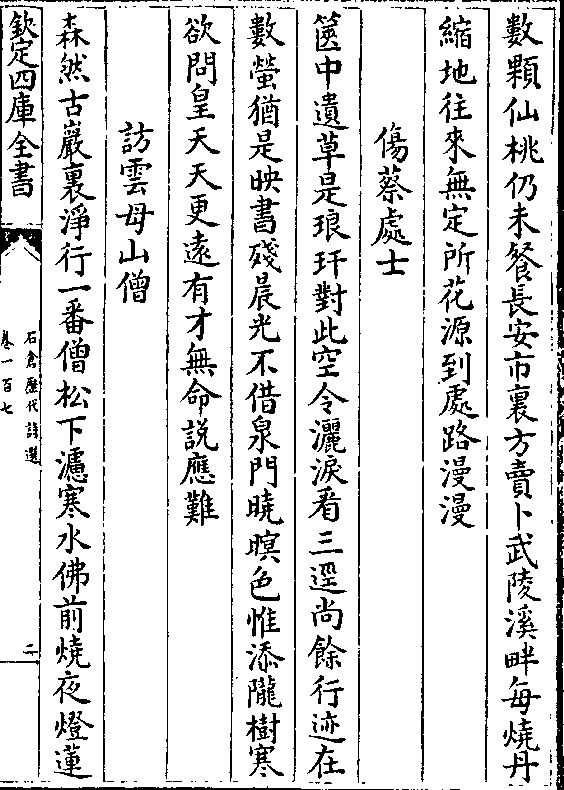 數顆仙桃仍未餐長安市裏方賣卜武陵溪畔每燒丹
縮地往來無定所花源到處路漫漫
傷蔡處士
篋中遺草是琅玕對此空令灑淚看三逕尚餘行迹在
數螢猶是映書殘晨光不借泉門曉暝色惟添隴樹寒
欲問皇天天更遠有才無命説應難
訪雲母山僧
森然古巖裏淨行一番僧松下濾寒水佛前燒夜燈蓮
欽定四庫全書
石倉歷代詩選
卷一百七
二